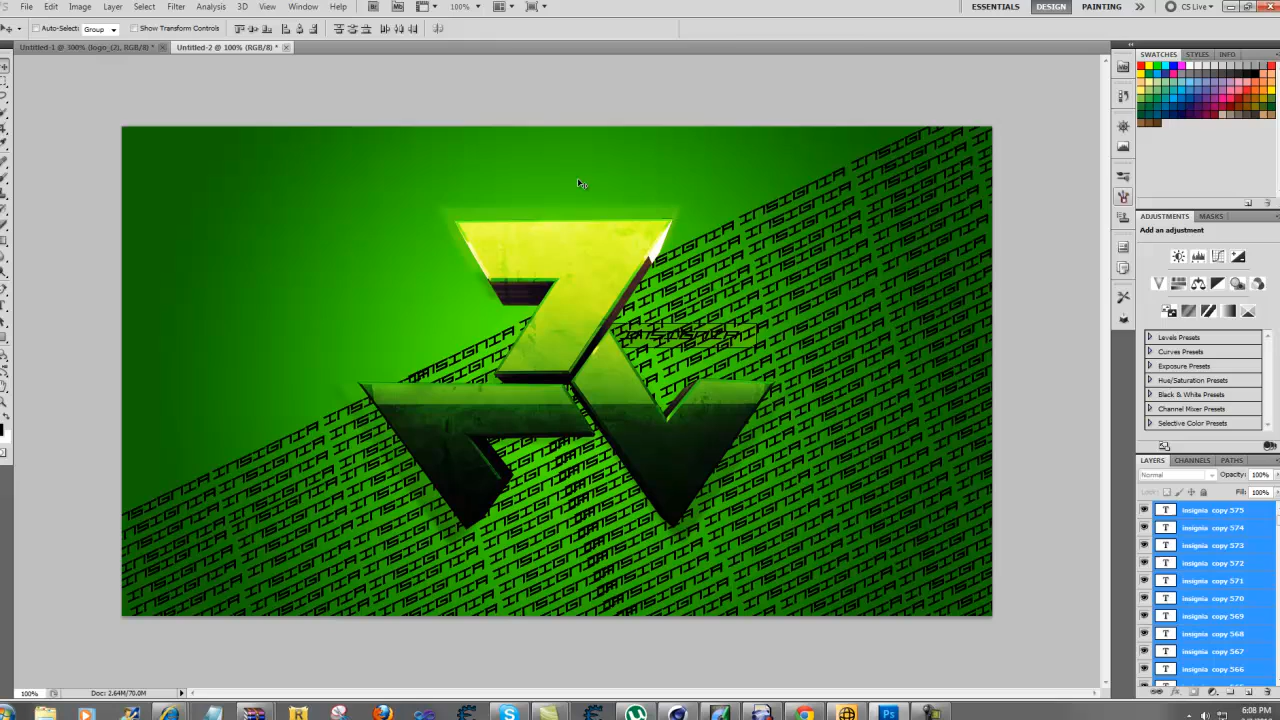 File Edit Image Layer Select Filter Analysis 3D View Window Help 100% ESSENTIALS DESIGN PAINTING CS Live
Auto-Select: Group Show Transform Controls
Untitled-1 @ 300% (logo_(2), RGB/8) * Untitled-2 @ 100% (RGB/8) *
SWATCHES STYLES INFO
ADJUSTMENTS MASKS
Add an adjustment
Levels Presets
Curves Presets
Exposure Presets
Hue/Saturation Presets
Black & White Presets
Channel Mixer Presets
Selective Color Presets
LAYERS CHANNELS PATHS
Normal Opacity: 100%
Fill: 100%
T insignia copy 575
T insignia copy 574
T insignia copy 573
T insignia copy 572
T insignia copy 571
T insignia copy 570
T insignia copy 569
T insignia copy 568
T insignia copy 567
T insignia copy 566
100% Doc: 2.64M/70.0M
6:08 PM